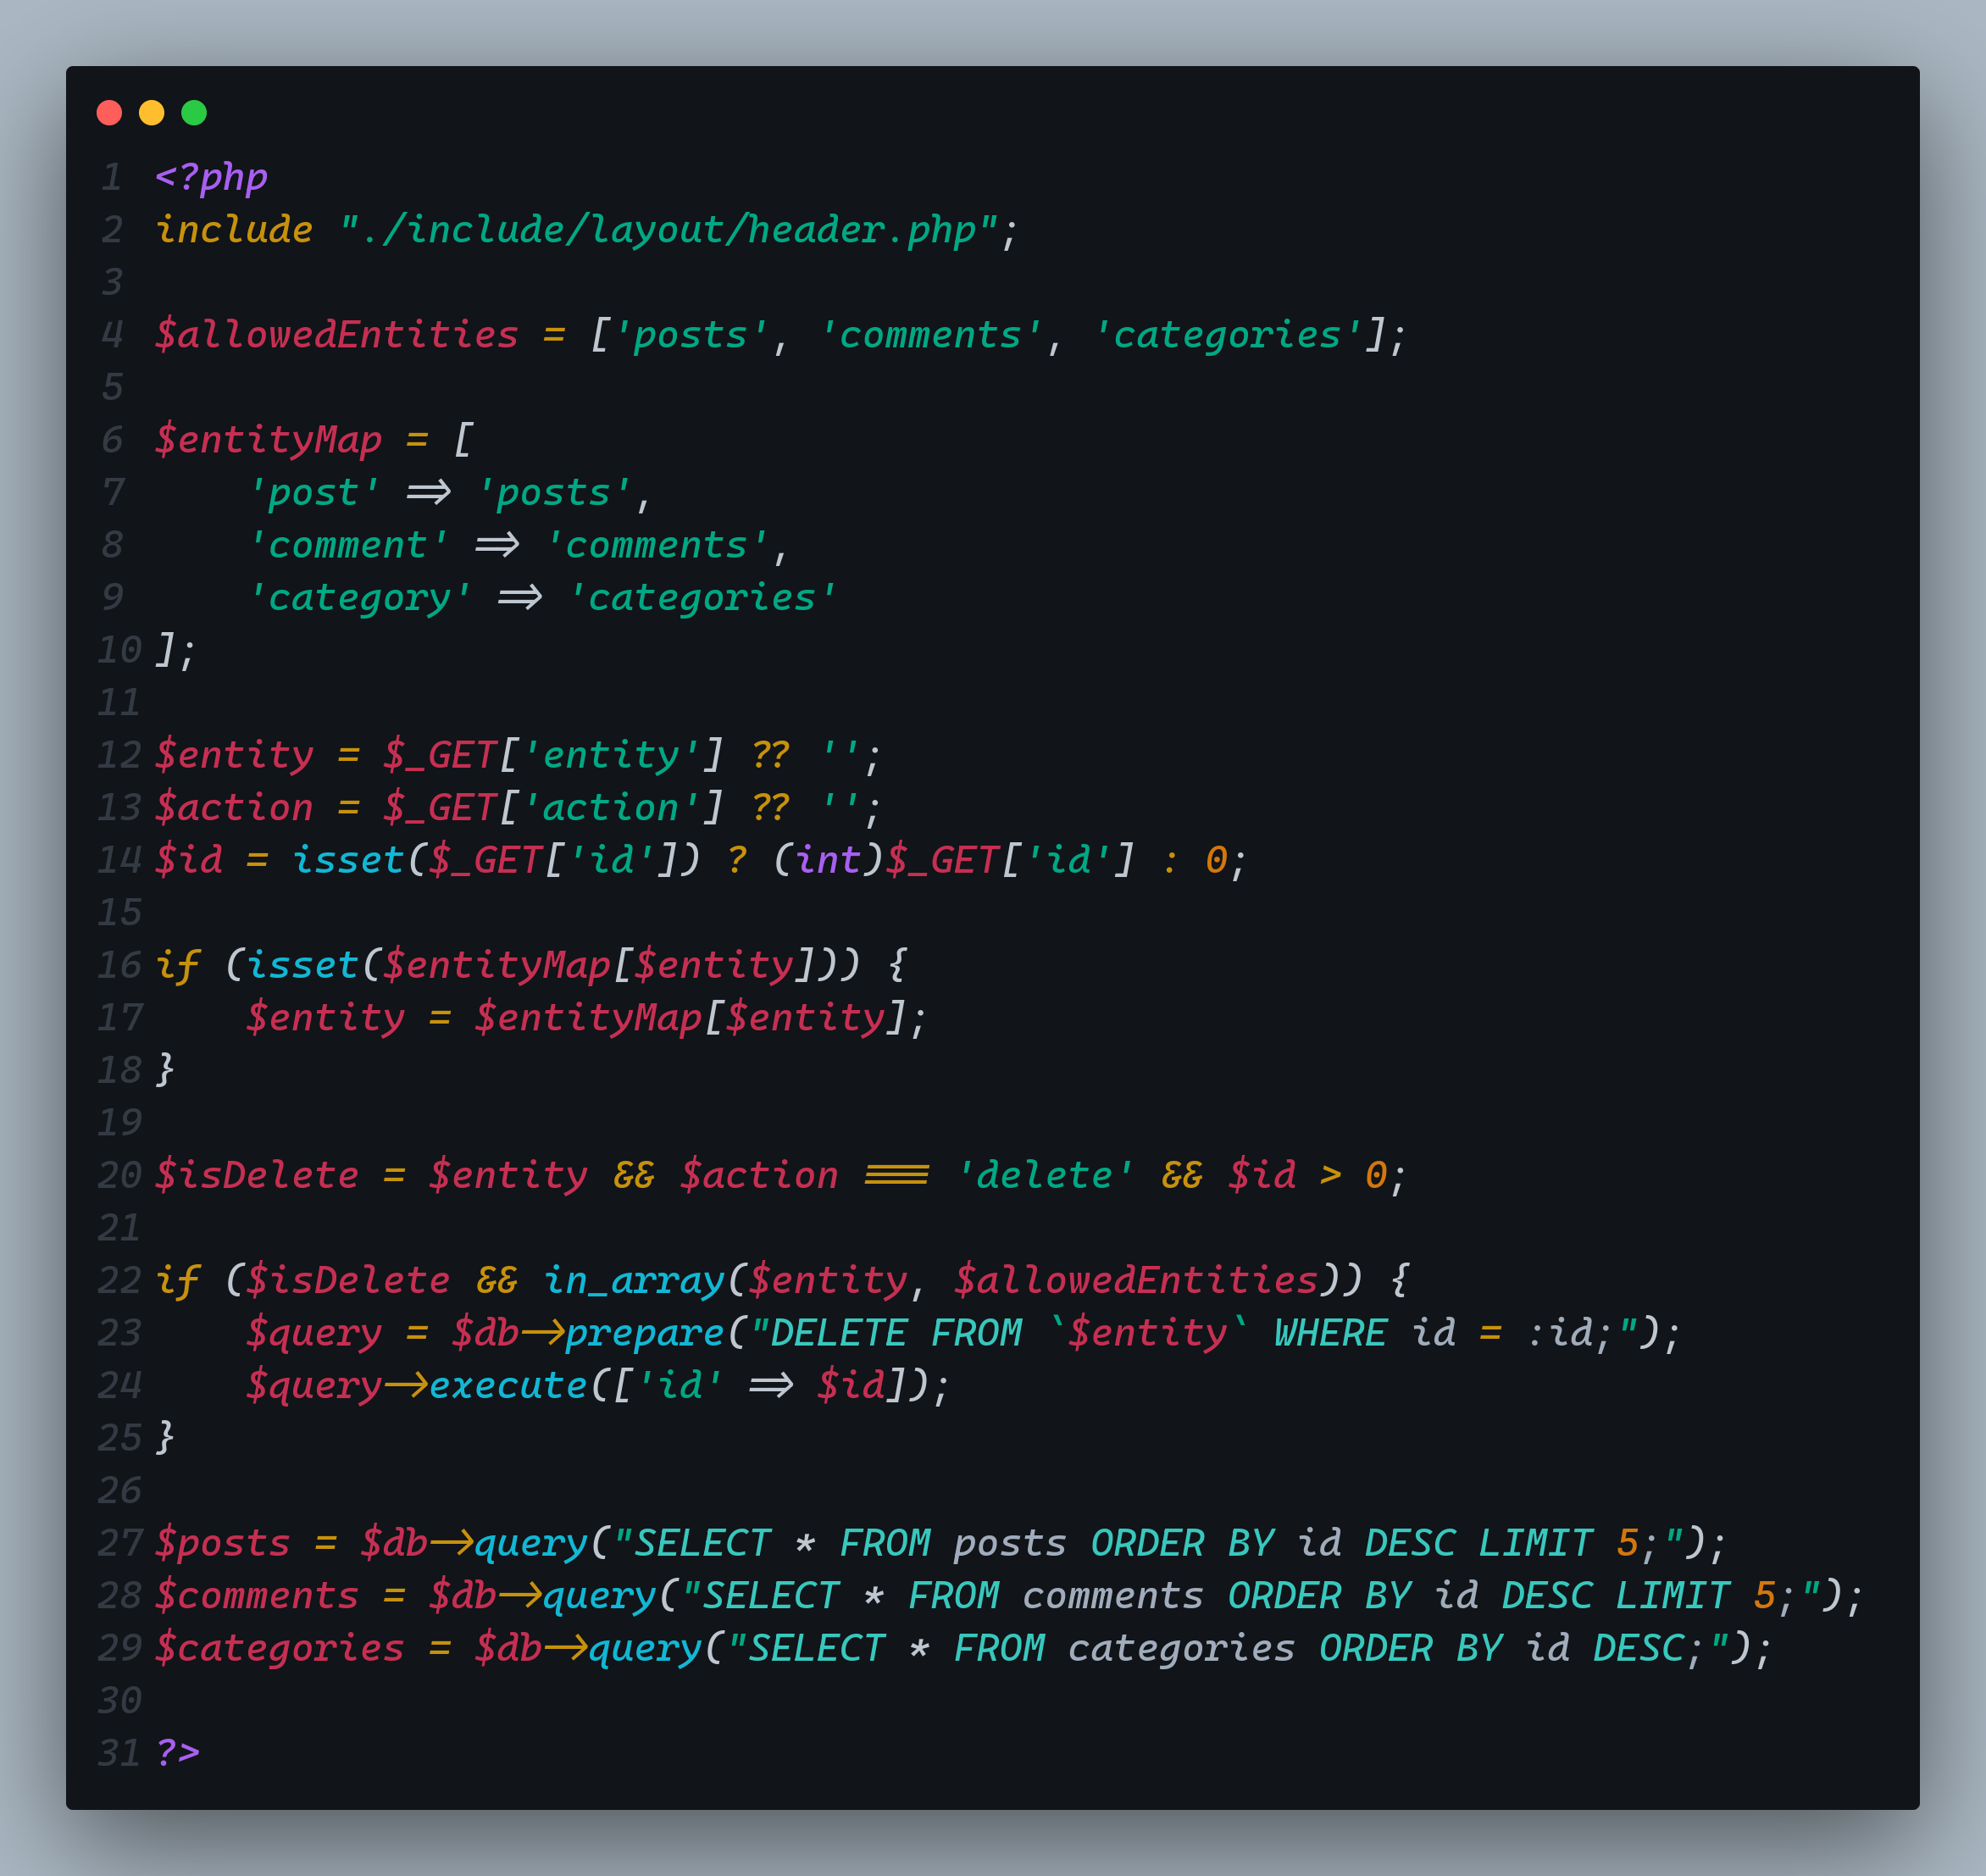 1 <?php
2 include "./include/layout/header.php";
3
4 $allowedEntities = ['posts', 'comments', 'categories'];
5
6 $entityMap = [
7     'post' => 'posts',
8     'comment' => 'comments',
9     'category' => 'categories'
10 ];
11
12 $entity = $_GET['entity'] ?? '';
13 $action = $_GET['action'] ?? '';
14 $id = isset($_GET['id']) ? (int)$_GET['id'] : 0;
15
16 if (isset($entityMap[$entity])) {
17     $entity = $entityMap[$entity];
18 }
19
20 $isDelete = $entity && $action === 'delete' && $id > 0;
21
22 if ($isDelete && in_array($entity, $allowedEntities)) {
23     $query = $db->prepare("DELETE FROM `$entity` WHERE id = :id;");
24     $query->execute(['id' => $id]);
25 }
26
27 $posts = $db->query("SELECT * FROM posts ORDER BY id DESC LIMIT 5;");
28 $comments = $db->query("SELECT * FROM comments ORDER BY id DESC LIMIT 5;");
29 $categories = $db->query("SELECT * FROM categories ORDER BY id DESC;");
30
31 ?>